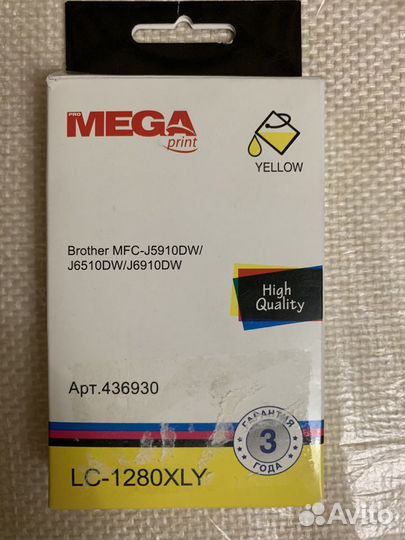 PRO
MEGA
print
YELLOW
Brother MFC-J5910DW/
J6510DW/J6910DW
High
Quality
Арт.436930
ГАРАНТИЯ
3
ГОДА
LC-1280XLY
Avito